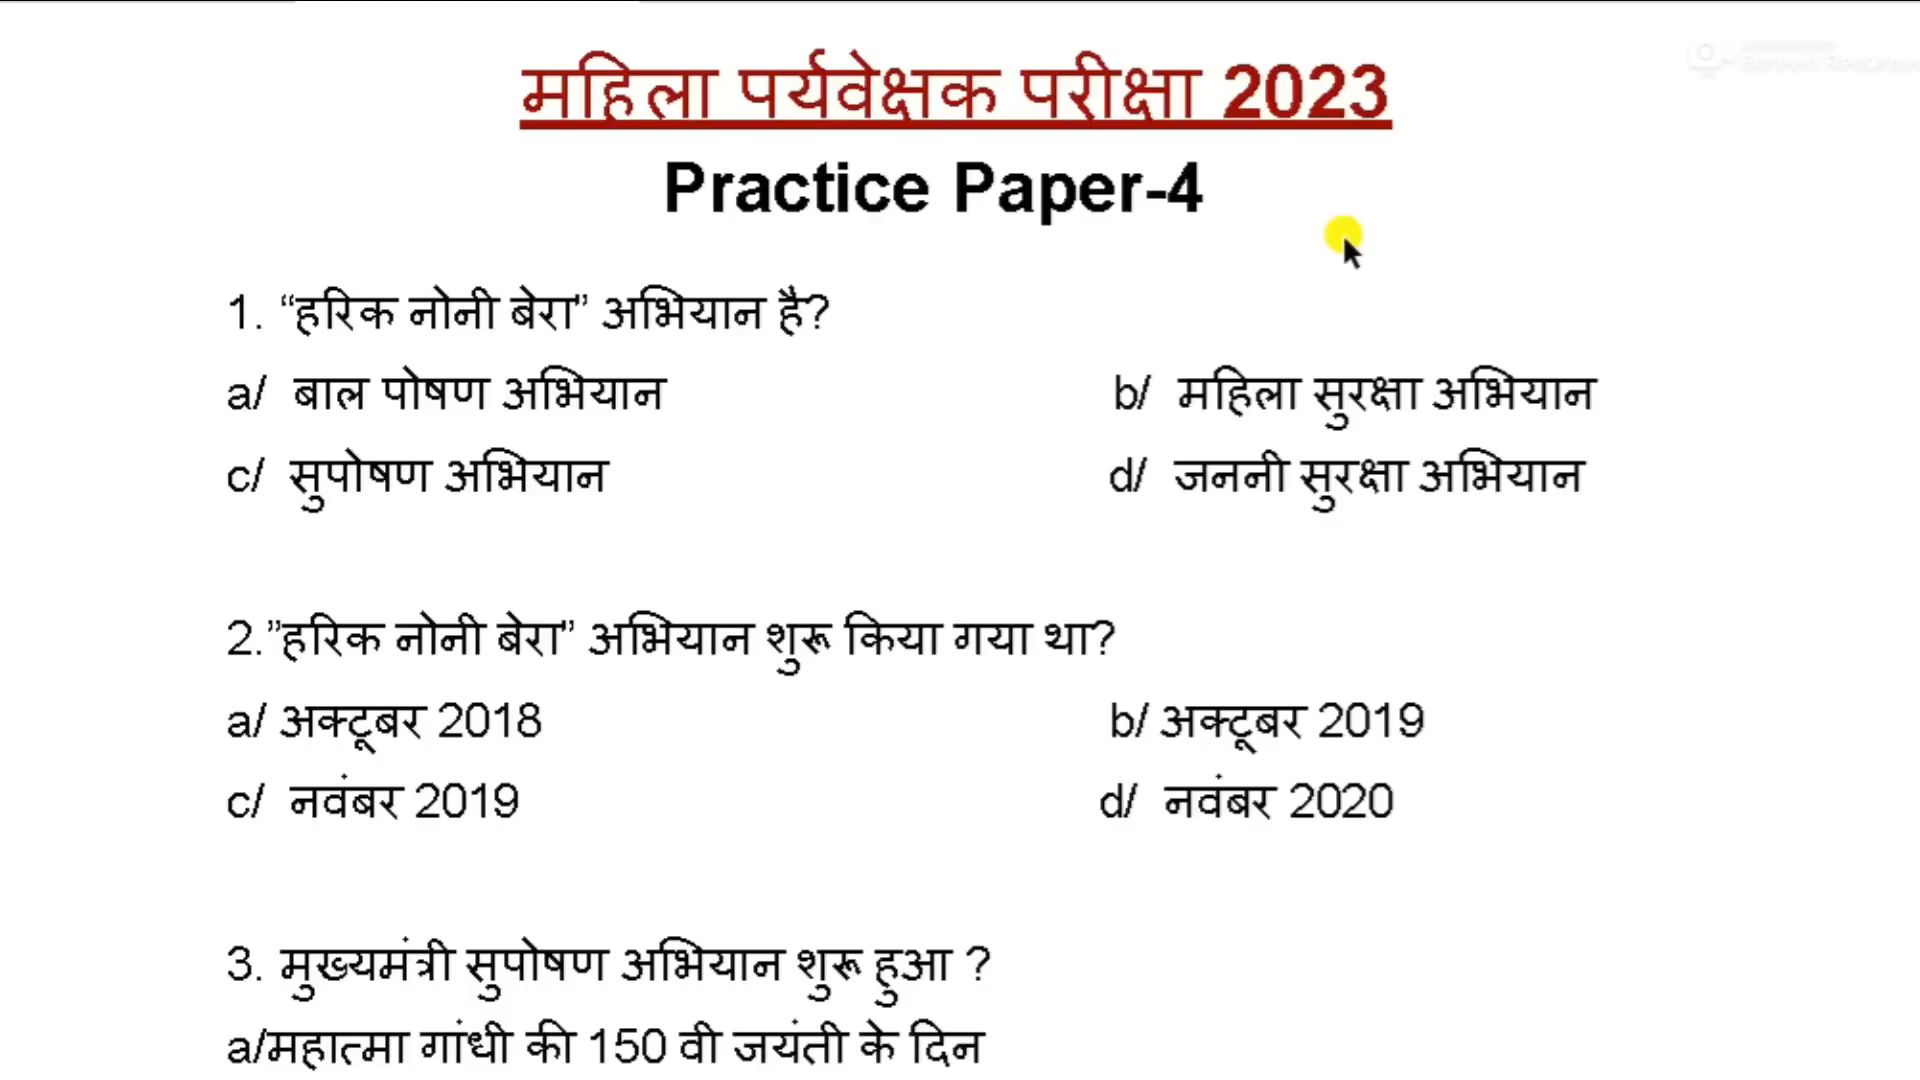 महिला पर्यवेक्षक परीक्षा 2023
Practice Paper-4
1. “हरिक नोनी बेरा” अभियान है?
a/ बाल पोषण अभियान b/ महिला सुरक्षा अभियान
c/ सुपोषण अभियान d/ जननी सुरक्षा अभियान
2.”हरिक नोनी बेरा” अभियान शुरू किया गया था?
a/ अक्टूबर 2018 b/ अक्टूबर 2019
c/ नवंबर 2019 d/ नवंबर 2020
3. मुख्यमंत्री सुपोषण अभियान शुरू हुआ ?
a/महात्मा गांधी की 150 वी जयंती के दिन